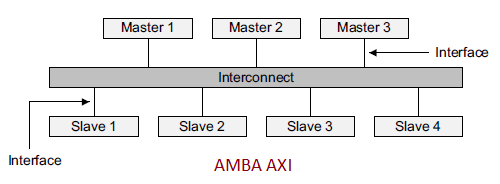 Master 1 Master 2 Master 3
Interface
Interconnect
Slave 1 Slave 2 Slave 3 Slave 4
Interface
AMBA AXI